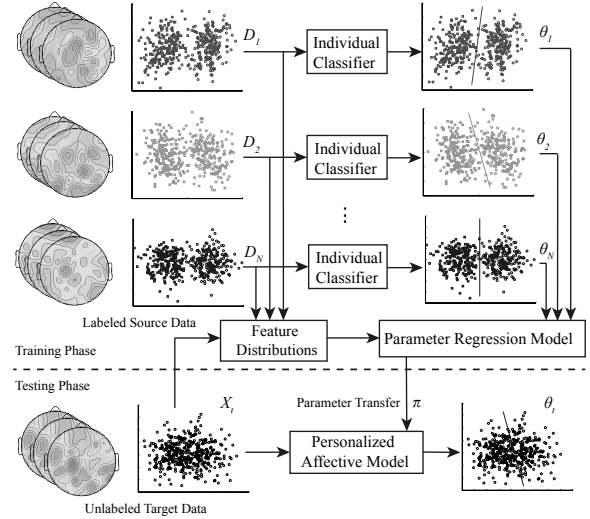 D1
Individual
Classifier
θ1
D2
Individual
Classifier
θ2
⋮
DN
Individual
Classifier
θN
Labeled Source Data
Feature
Distributions
Parameter Regression Model
Training Phase
Testing Phase
Xt
Parameter Transfer π
θt
Personalized
Affective Model
Unlabeled Target Data